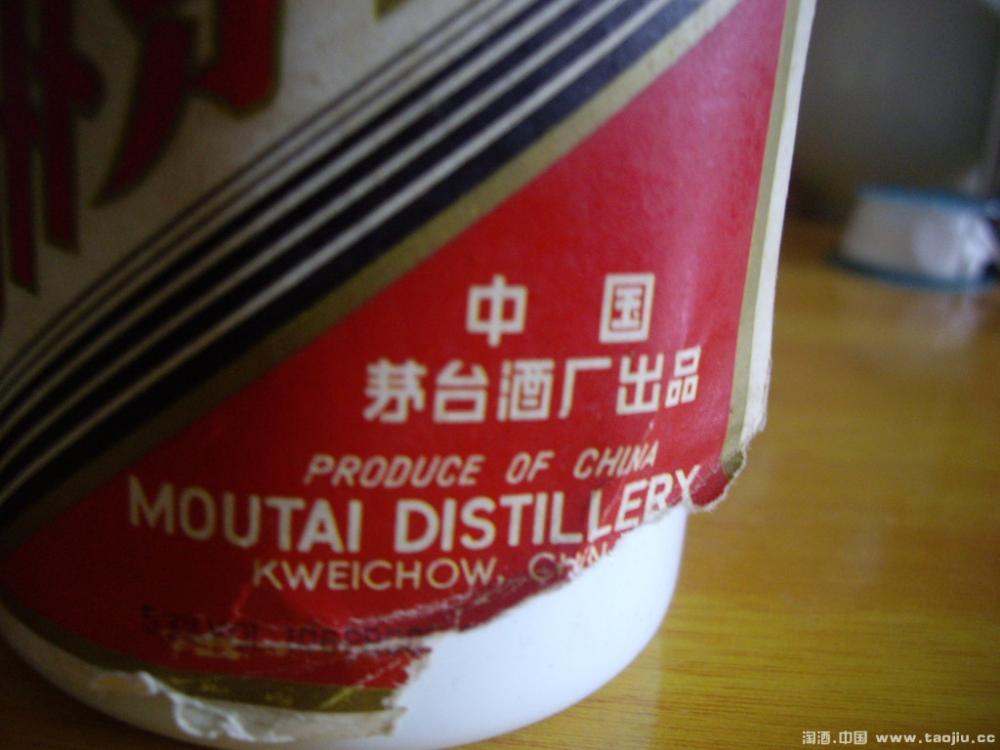 中国
茅台酒厂出品
PRODUCE OF CHINA
MOUTAI DISTILLERY
KWEICHOW,
淘酒.中国 www.taojiu.cc